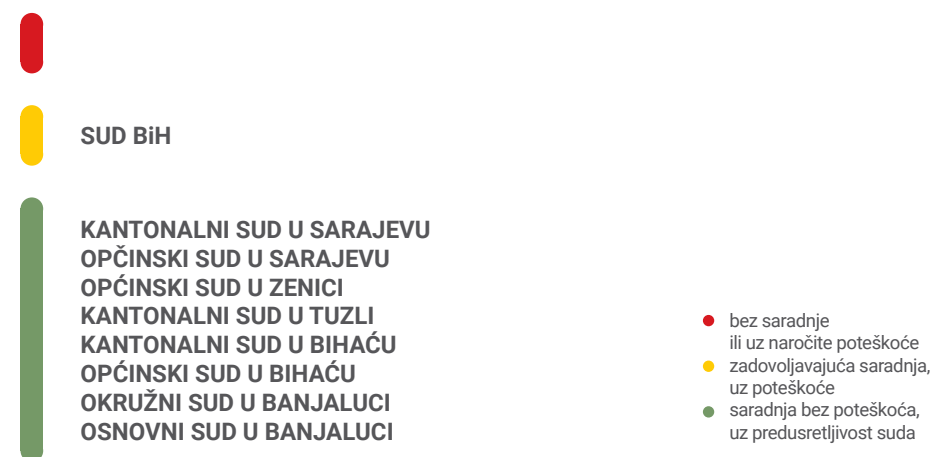 SUD BiH
KANTONALNI SUD U SARAJEVU
OPČINSKI SUD U SARAJEVU
OPĆINSKI SUD U ZENICI
KANTONALNI SUD U TUZLI
KANTONALNI SUD U BIHAĆU
OPĆINSKI SUD U BIHAĆU
OKRUŽNI SUD U BANJALUCI
OSNOVNI SUD U BANJALUCI
bez saradnje
ili uz naročite poteškoće
zadovoljavajuća saradnja,
uz poteškoće
saradnja bez poteškoća,
uz predusretljivost suda